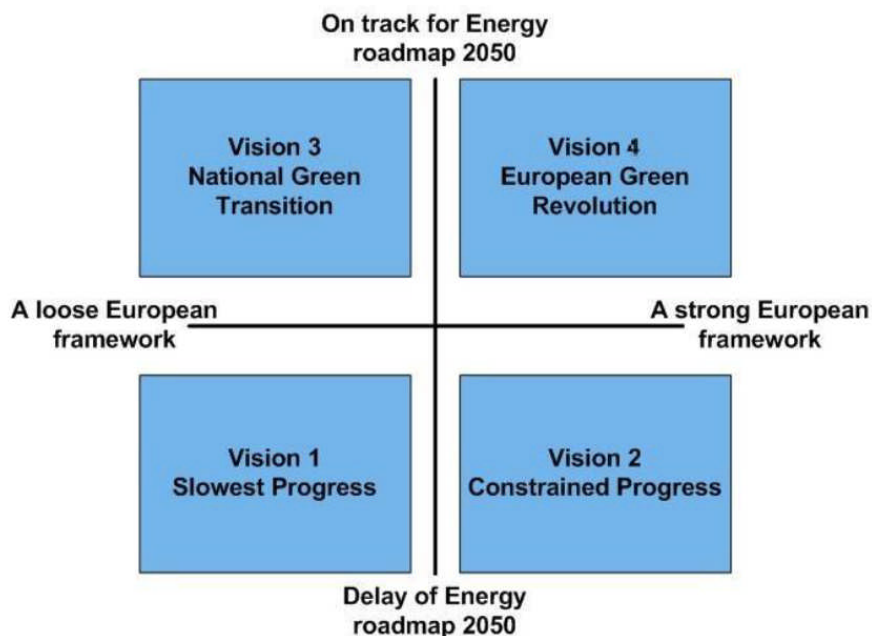 On track for Energy
roadmap 2050
Vision 3
National Green
Transition
Vision 4
European Green
Revolution
A loose European
framework
A strong European
framework
Vision 1
Slowest Progress
Vision 2
Constrained Progress
Delay of Energy
roadmap 2050